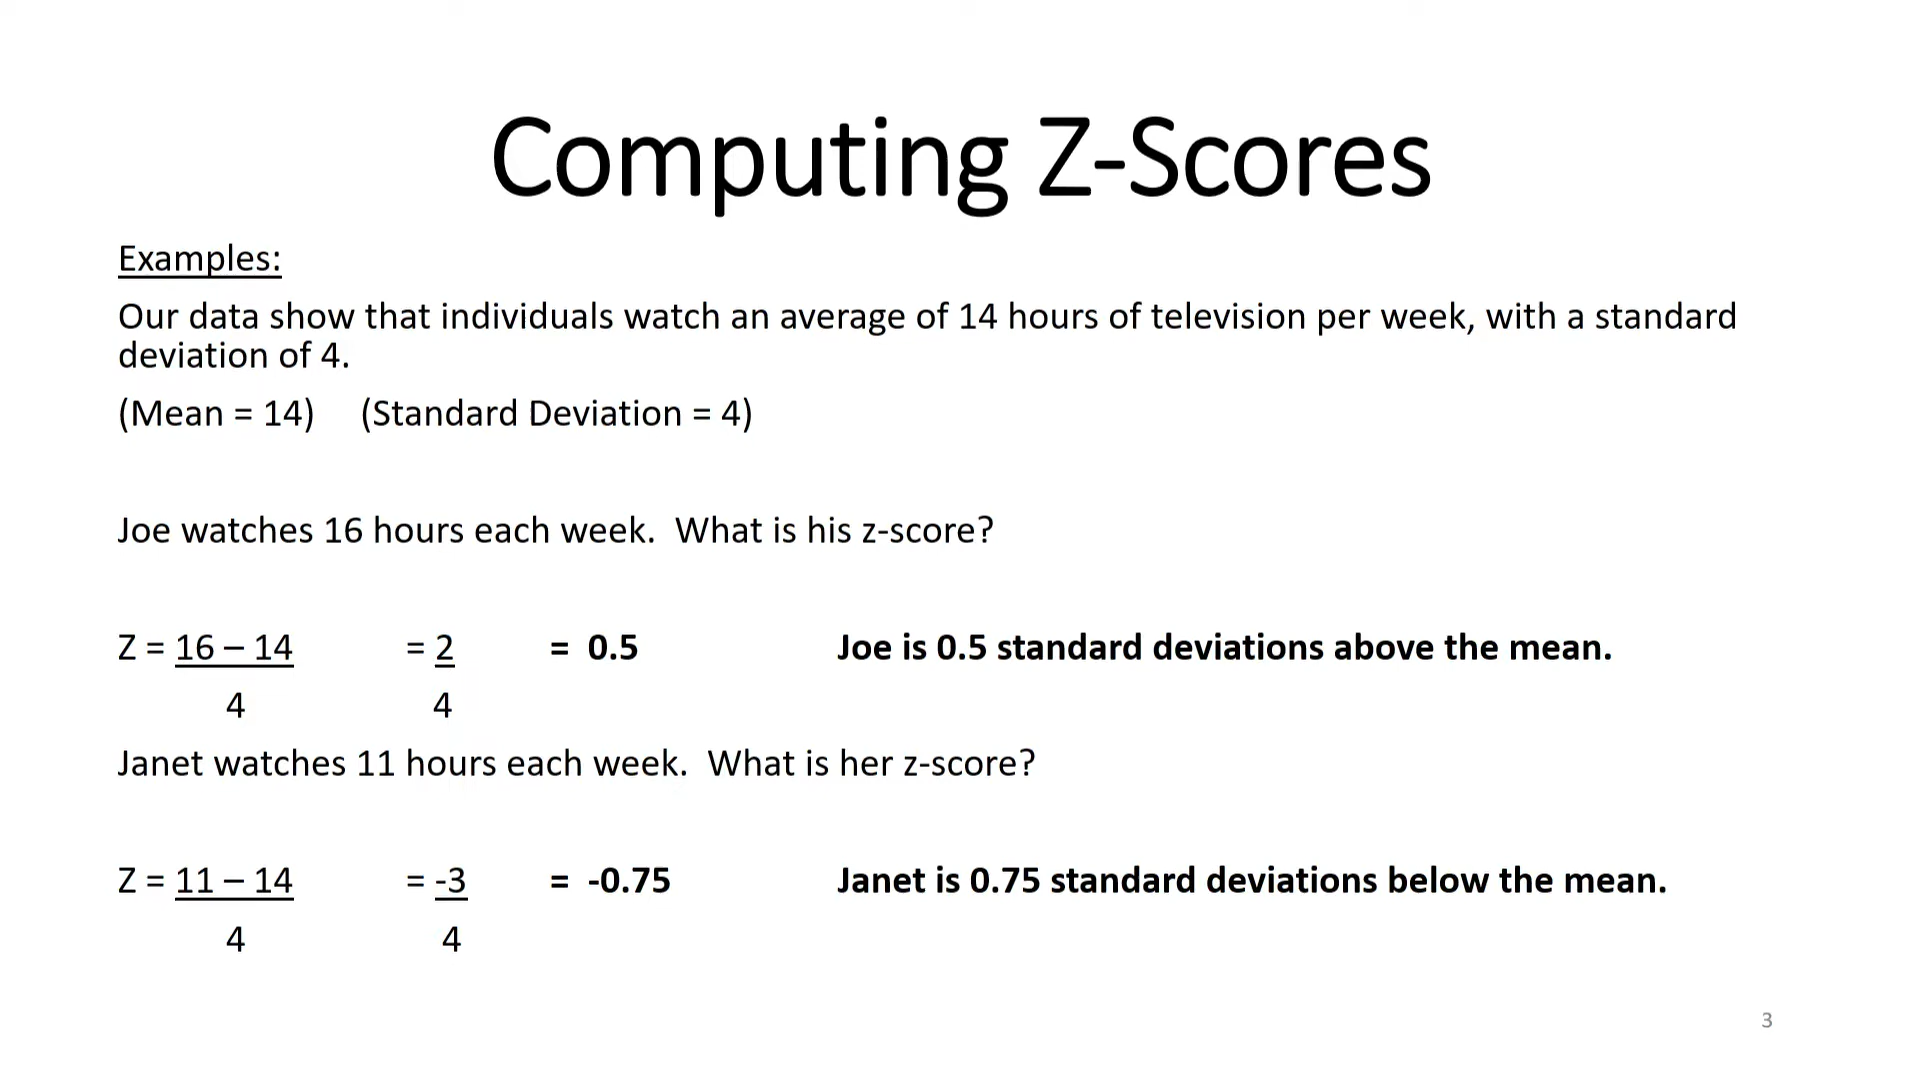 Computing Z-Scores
Examples:
Our data show that individuals watch an average of 14 hours of television per week, with a standard
deviation of 4.
(Mean = 14) (Standard Deviation = 4)
Joe watches 16 hours each week. What is his z-score?
Z = 16 – 14 = 2 = 0.5 Joe is 0.5 standard deviations above the mean.
4 4
Janet watches 11 hours each week. What is her z-score?
Z = 11 – 14 = -3 = -0.75 Janet is 0.75 standard deviations below the mean.
4 4
3